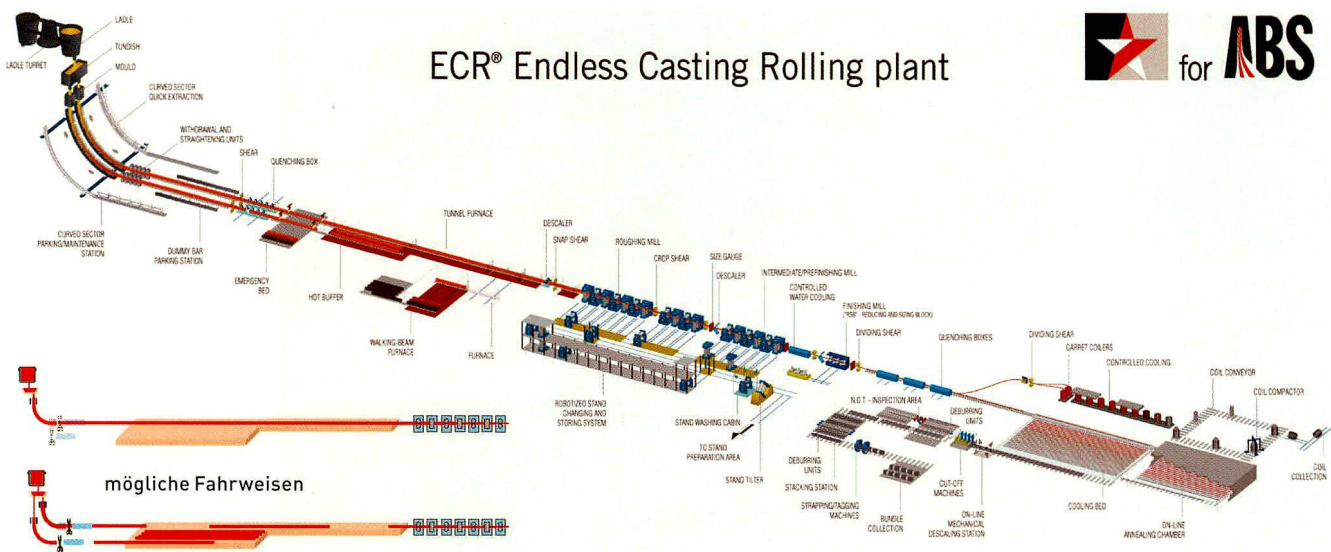 ECR® Endless Casting Rolling plant
for ABS
LADLE
LADLE TURRET
TUNDISH
MOULD
CURVED SECTOR
QUICK EXTRACTION
WITHDRAWAL AND
STRAIGHTENING UNITS
SHEAR
QUENCHING BOX
CURVED SECTOR
PARKING/MAINTENANCE
STATION
DUMMY BAR
PARKING STATION
EMERGENCY
BED
HOT BUFFER
TUNNEL FURNACE
WALKING-BEAM
FURNACE
FURNACE
DESCALER
SNAP SHEAR
ROUGHING MILL
CROP SHEAR
SIZE GAUGE
DESCALER
INTERMEDIATE/PREFINISHING MILL
CONTROLLED
WATER COOLING
FINISHING MILL
("RSB" - REDUCING AND SIZING BLOCK)
DIVIDING SHEAR
QUENCHING BOXES
DIVIDING SHEAR
GARRET COILERS
CONTROLLED COOLING
COIL CONVEYOR
COIL COMPACTOR
COIL
COLLECTION
ROBOTIZED STAND
CHANGING AND
STORING SYSTEM
STAND WASHING CABIN
TO STAND
PREPARATION AREA
STAND TILTER
N.D.T. - INSPECTION AREA
DEBURRING
UNITS
DEBURRING
UNITS
STACKING STATION
STRAPPING/TAGGING
MACHINES
BUNDLE
COLLECTION
CUT-OFF
MACHINES
ON-LINE
MECHANICAL
DESCALING STATION
COOLING BED
ON-LINE
ANNEALING CHAMBER
mögliche Fahrweisen